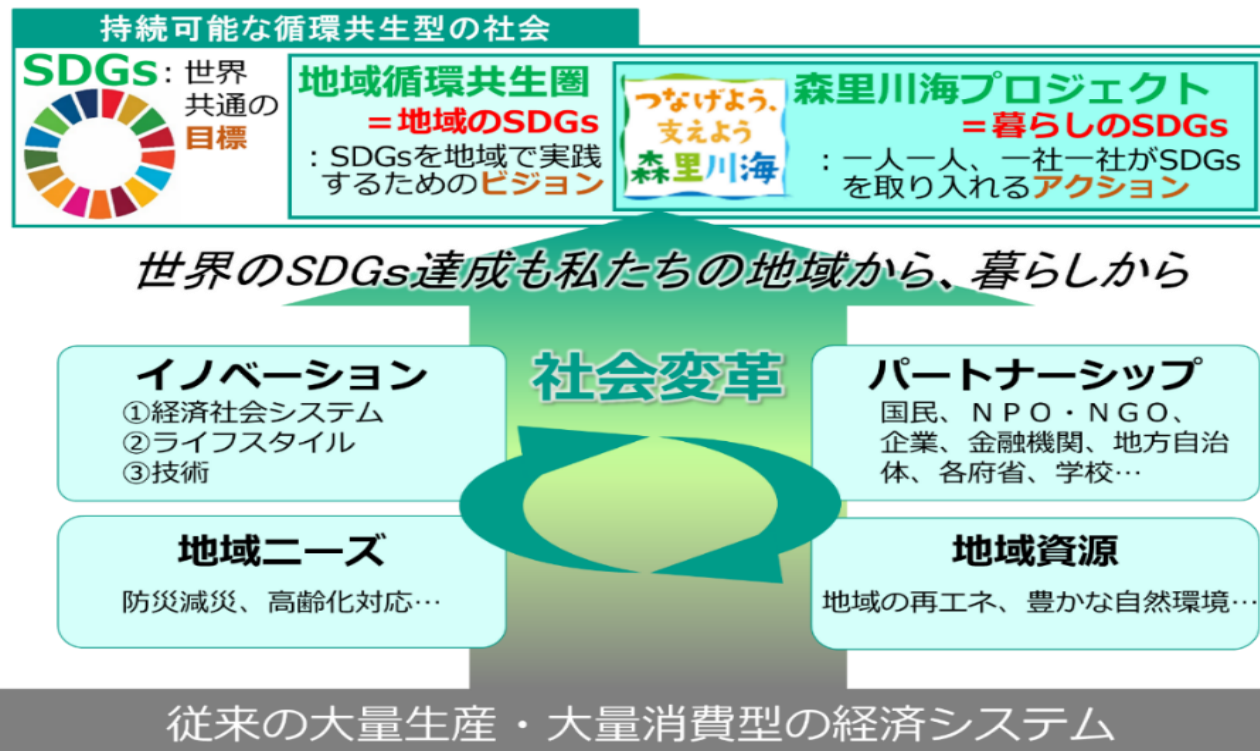 持続可能な循環共生型の社会
SDGs：世界
共通の
目標
地域循環共生圏
＝地域のSDGs
：SDGsを地域で実践
するためのビジョン
つなげよう、
支えよう
森里川海
森里川海プロジェクト
＝暮らしのSDGs
：一人一人、一社一社がSDGs
を取り入れるアクション
世界のSDGs達成も私たちの地域から、暮らしから
社会変革
イノベーション
①経済社会システム
②ライフスタイル
③技術
パートナーシップ
国民、ＮＰＯ・ＮＧＯ、
企業、金融機関、地方自治
体、各府省、学校…
地域ニーズ
防災減災、高齢化対応…
地域資源
地域の再エネ、豊かな自然環境…
従来の大量生産・大量消費型の経済システム